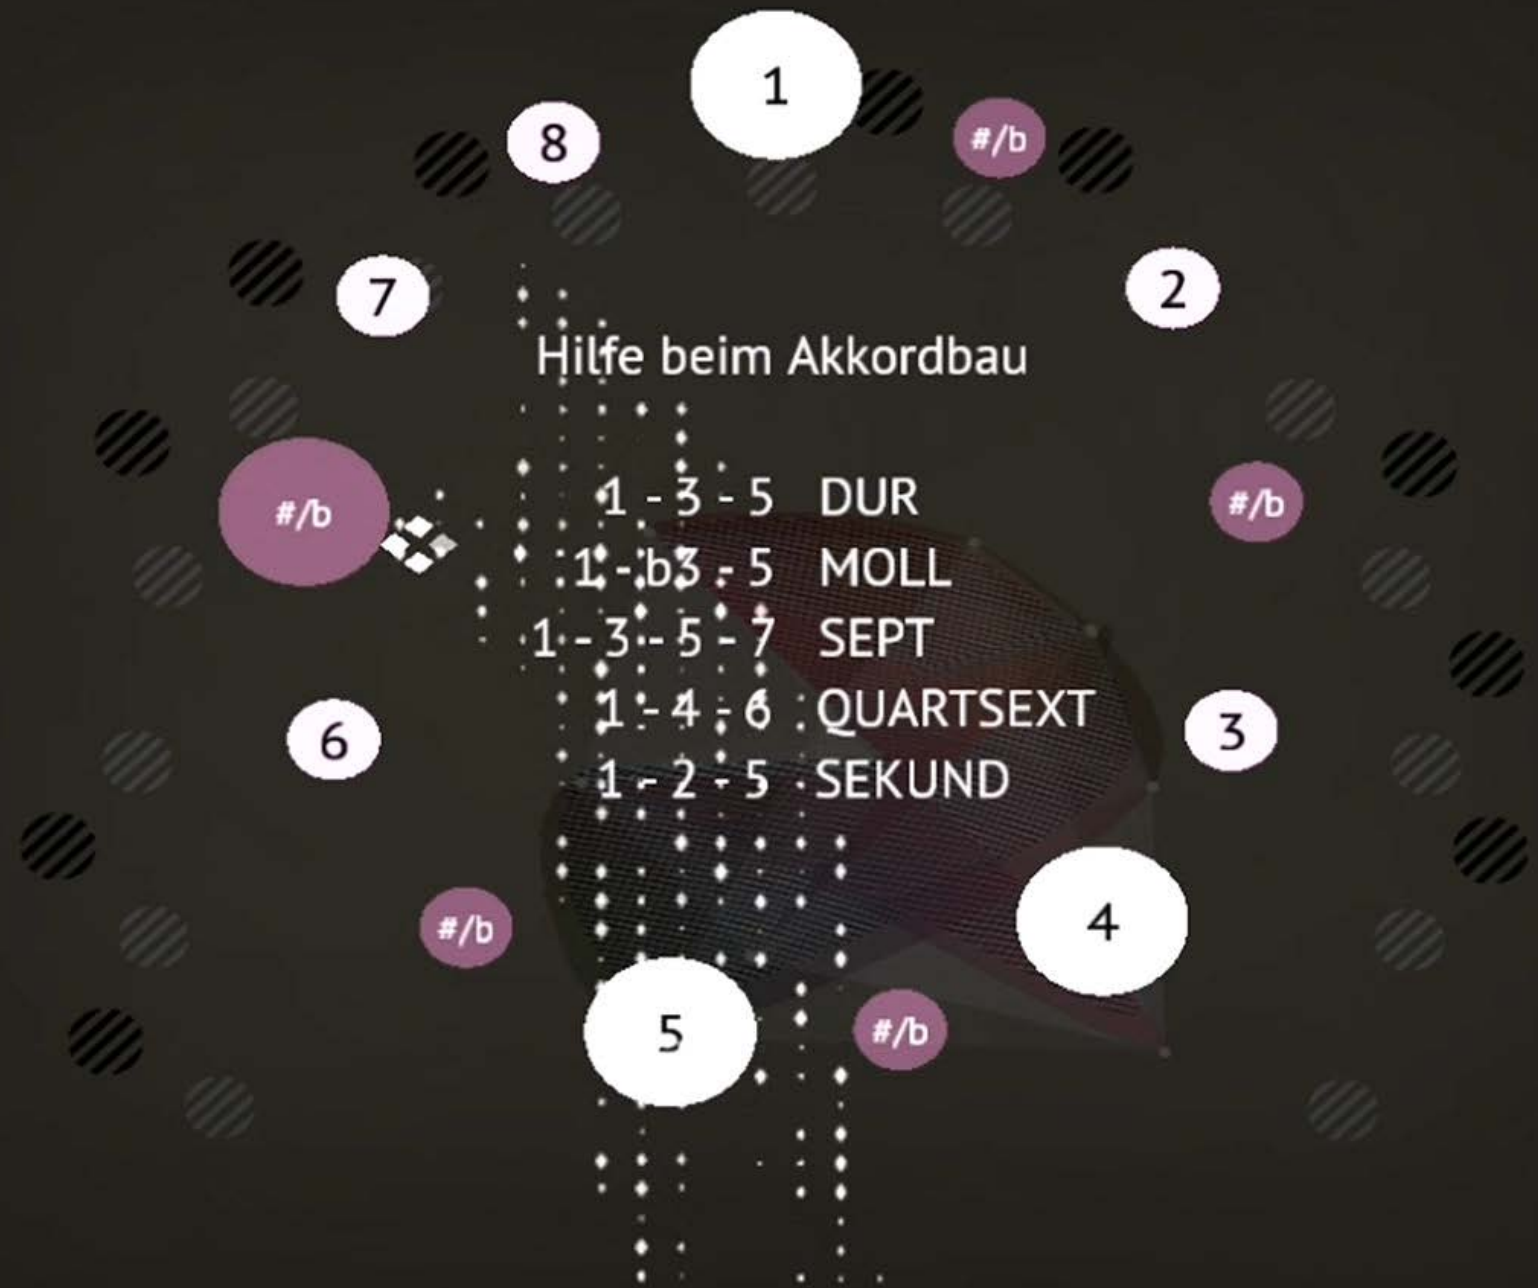 1
8
#/b
7
2
Hilfe beim Akkordbau
#/b
#/b
1 - 3 - 5 DUR
1 - b3 - 5 MOLL
1 - 3 - 5 - 7 SEPT
1 - 4 - 6 QUARTSEXT
1 - 2 - 5 SEKUND
6
3
#/b
4
5
#/b